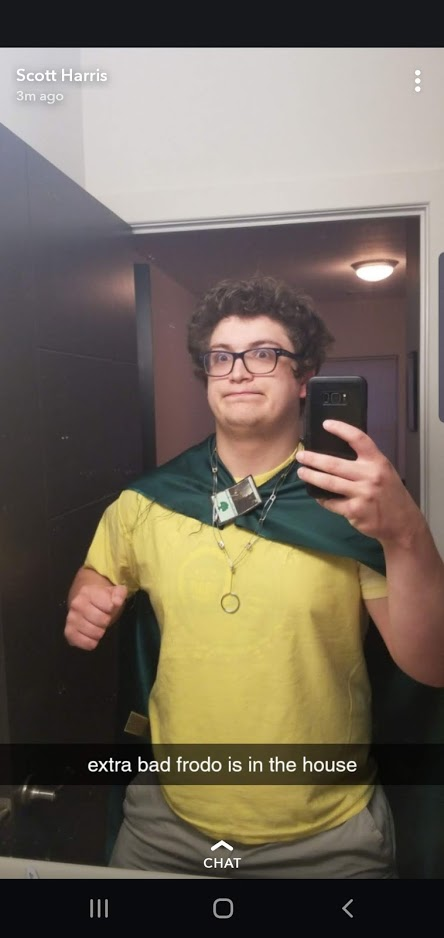 Scott Harris
3m ago
extra bad frodo is in the house
CHAT